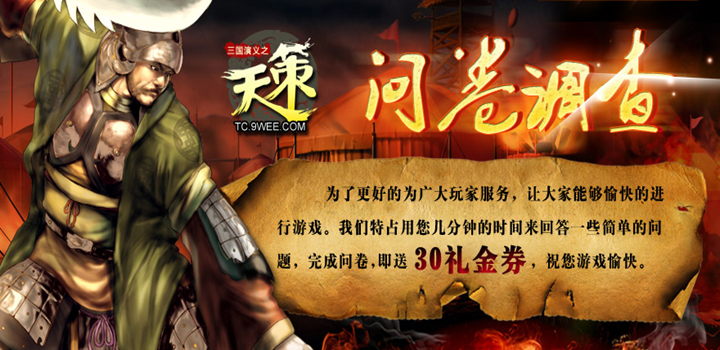 三国演义之
天策
TC.9WEE.COM
问卷调查
为了更好的为广大玩家服务，让大家能够愉快的进
行游戏。我们特占用您几分钟的时间来回答一些简单的问
题，完成问卷，即送 30礼金券，祝您游戏愉快。